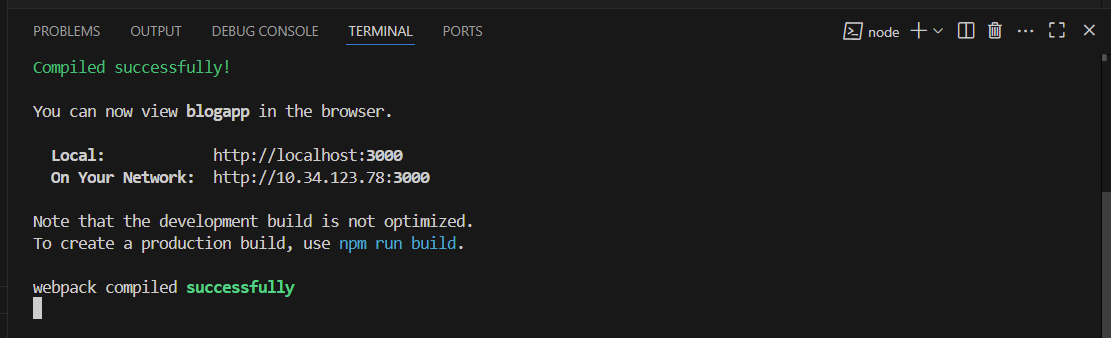 PROBLEMS OUTPUT DEBUG CONSOLE TERMINAL PORTS node
Compiled successfully!
You can now view blogapp in the browser.
Local: http://localhost:3000
On Your Network: http://10.34.123.78:3000
Note that the development build is not optimized.
To create a production build, use npm run build.
webpack compiled successfully